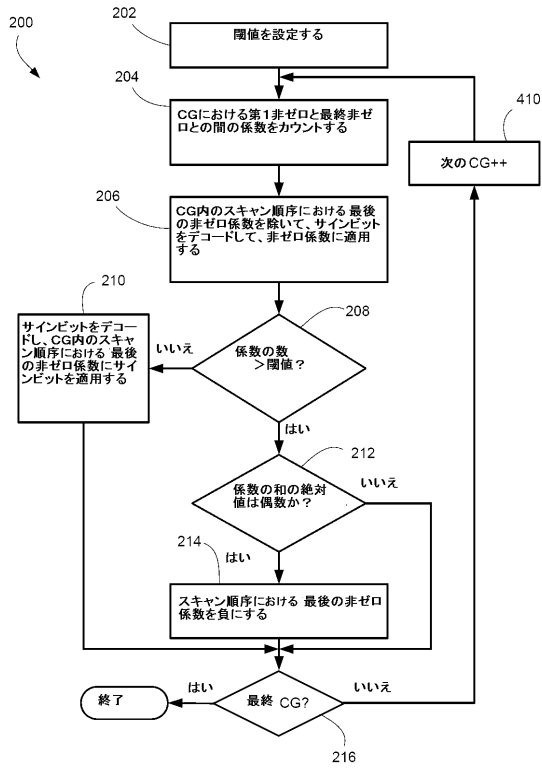 200
202
閾値を設定する
204
CGにおける第1非ゼロと最終非ゼ
ロとの間の係数をカウントする
410
次のCG++
206
CG内のスキャン順序における 最後
の非ゼロ係数を除いて、サインビット
をデコードして、非ゼロ係数に適用
する
210
サインビットをデコー
ドし、CG内のスキャ
ン順序における 最後
の非ゼロ係数にサイ
ンビットを適用する
いいえ
208
係数の数
＞閾値？
はい
212
係数の和の絶対
値は偶数か？
いいえ
はい
214
スキャン順序における 最後の非ゼロ
係数を負にする
終了
はい
最終 CG?
いいえ
216